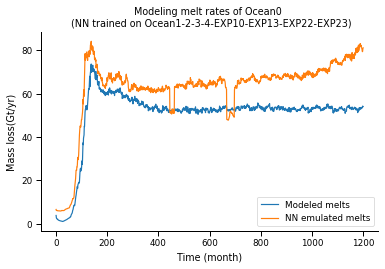 Modeling melt rates of Ocean0
(NN trained on Ocean1-2-3-4-EXP10-EXP13-EXP22-EXP23)
Mass loss(Gt/yr)
80
60
40
20
0
0 200 400 600 800 1000 1200
Time (month)
Modeled melts
NN emulated melts